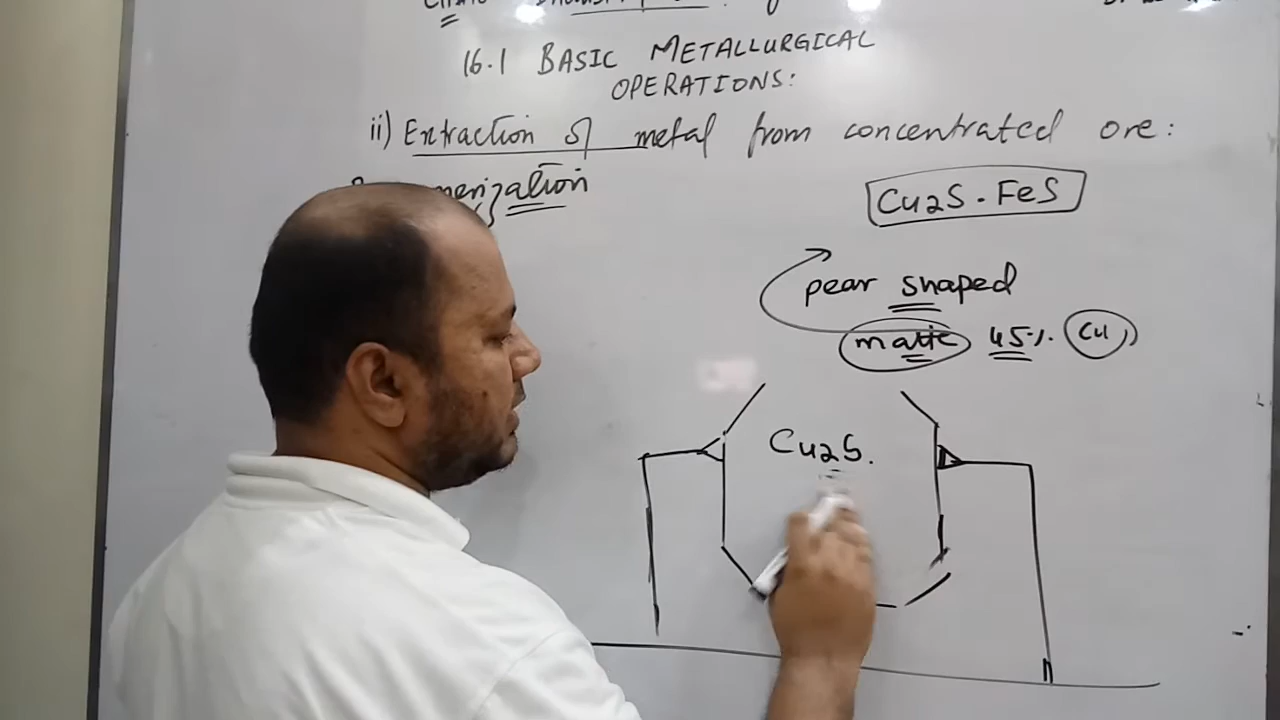 16.1 BASIC METALLURGICAL
OPERATIONS:
ii) Extraction of metal from concentrated ore:
Cu2S.FeS
pear shaped
matte 45% Cu
Cu2S.